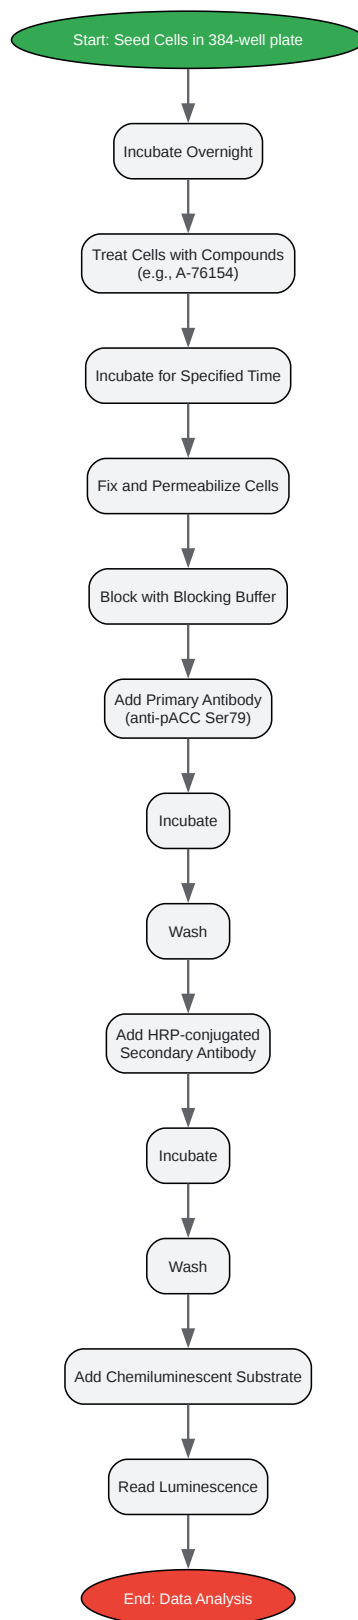 Start: Seed Cells in 384-well plate
Incubate Overnight
Treat Cells with Compounds
(e.g., A-76154)
Incubate for Specified Time
Fix and Permeabilize Cells
Block with Blocking Buffer
Add Primary Antibody
(anti-pACC Ser79)
Incubate
Wash
Add HRP-conjugated
Secondary Antibody
Incubate
Wash
Add Chemiluminescent Substrate
Read Luminescence
End: Data Analysis